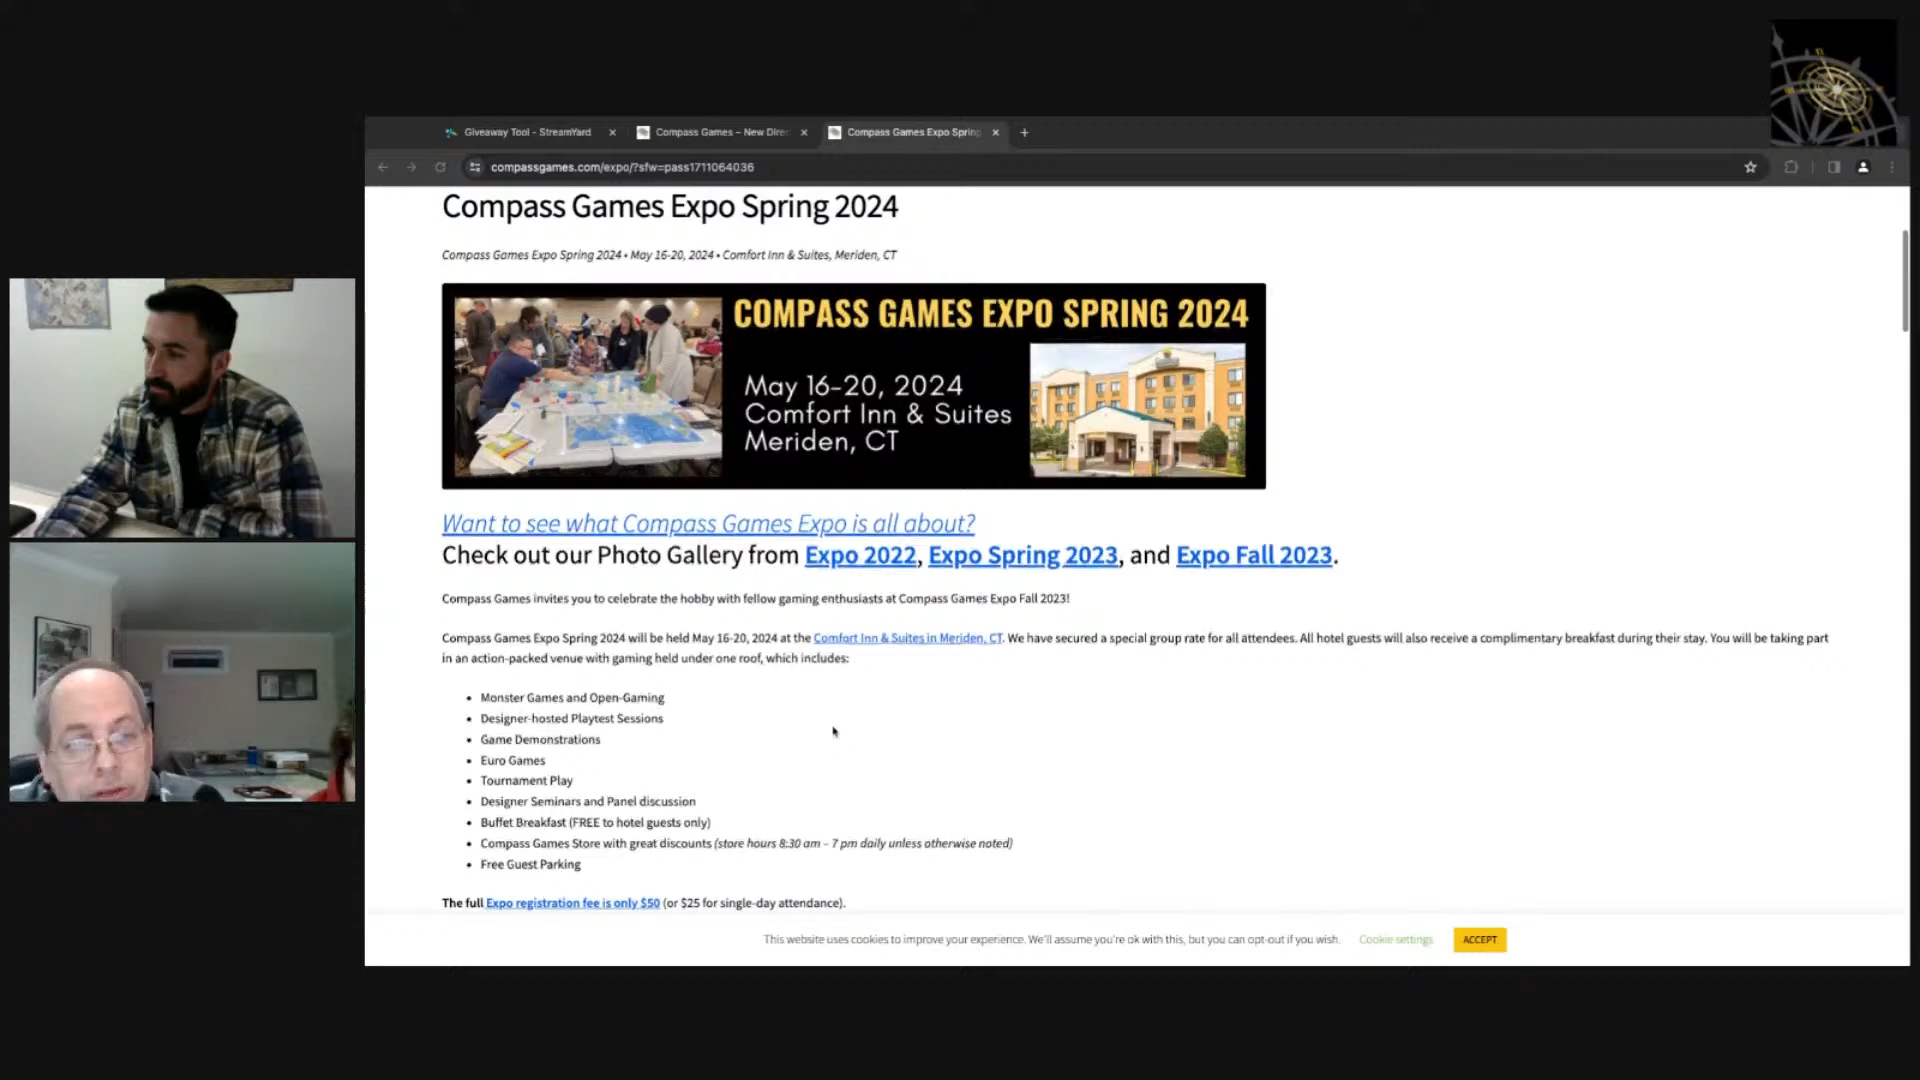 Giveaway Tool - StreamYard
Compass Games – New Direc
Compass Games Expo Spring
compassgames.com/expo/?sfw=pass1711064036
Compass Games Expo Spring 2024
Compass Games Expo Spring 2024 • May 16-20, 2024 • Comfort Inn & Suites, Meriden, CT
COMPASS GAMES EXPO SPRING 2024
May 16-20, 2024
Comfort Inn & Suites
Meriden, CT
Want to see what Compass Games Expo is all about?
Check out our Photo Gallery from Expo 2022, Expo Spring 2023, and Expo Fall 2023.
Compass Games invites you to celebrate the hobby with fellow gaming enthusiasts at Compass Games Expo Fall 2023!
Compass Games Expo Spring 2024 will be held May 16-20, 2024 at the Comfort Inn & Suites in Meriden, CT. We have secured a special group rate for all attendees. All hotel guests will also receive a complimentary breakfast during their stay. You will be taking part
in an action-packed venue with gaming held under one roof, which includes:
• Monster Games and Open-Gaming
• Designer-hosted Playtest Sessions
• Game Demonstrations
• Euro Games
• Tournament Play
• Designer Seminars and Panel discussion
• Buffet Breakfast (FREE to hotel guests only)
• Compass Games Store with great discounts (store hours 8:30 am – 7 pm daily unless otherwise noted)
• Free Guest Parking
The full Expo registration fee is only $50 (or $25 for single-day attendance).
This website uses cookies to improve your experience. We'll assume you're ok with this, but you can opt-out if you wish. Cookie settings ACCEPT